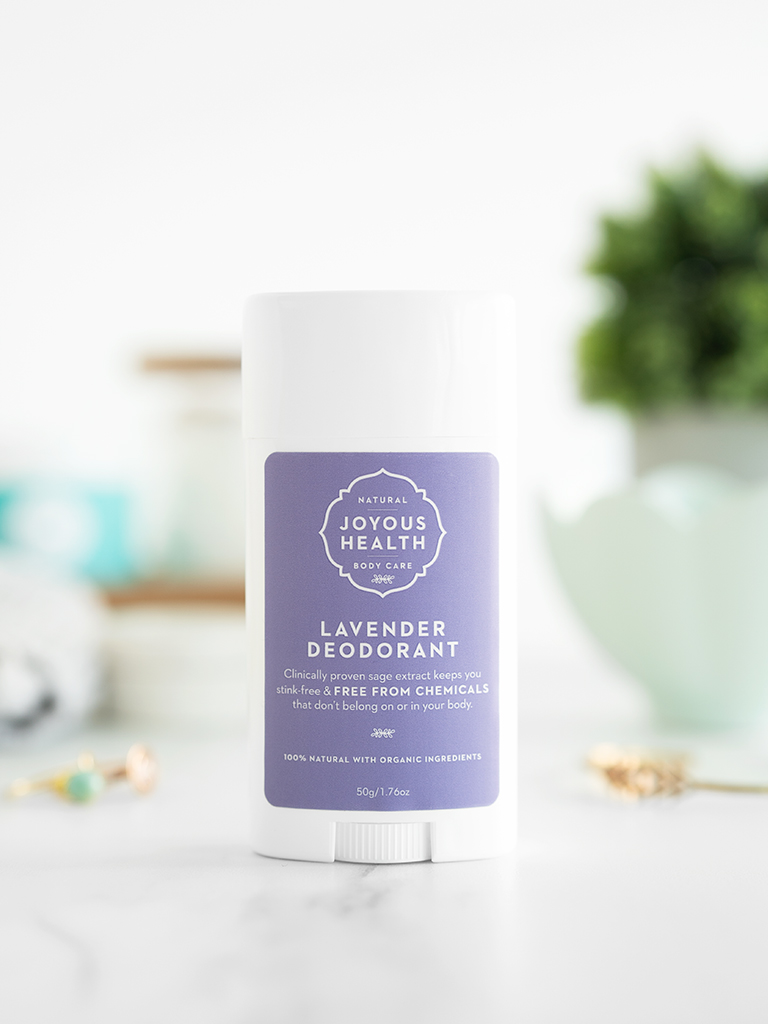 NATURAL
JOYOUS
HEALTH
BODY CARE
LAVENDER
DEODORANT
Clinically proven sage extract keeps you
stink-free & FREE FROM CHEMICALS
that don't belong on or in your body.
100% NATURAL WITH ORGANIC INGREDIENTS
50g/1.76oz